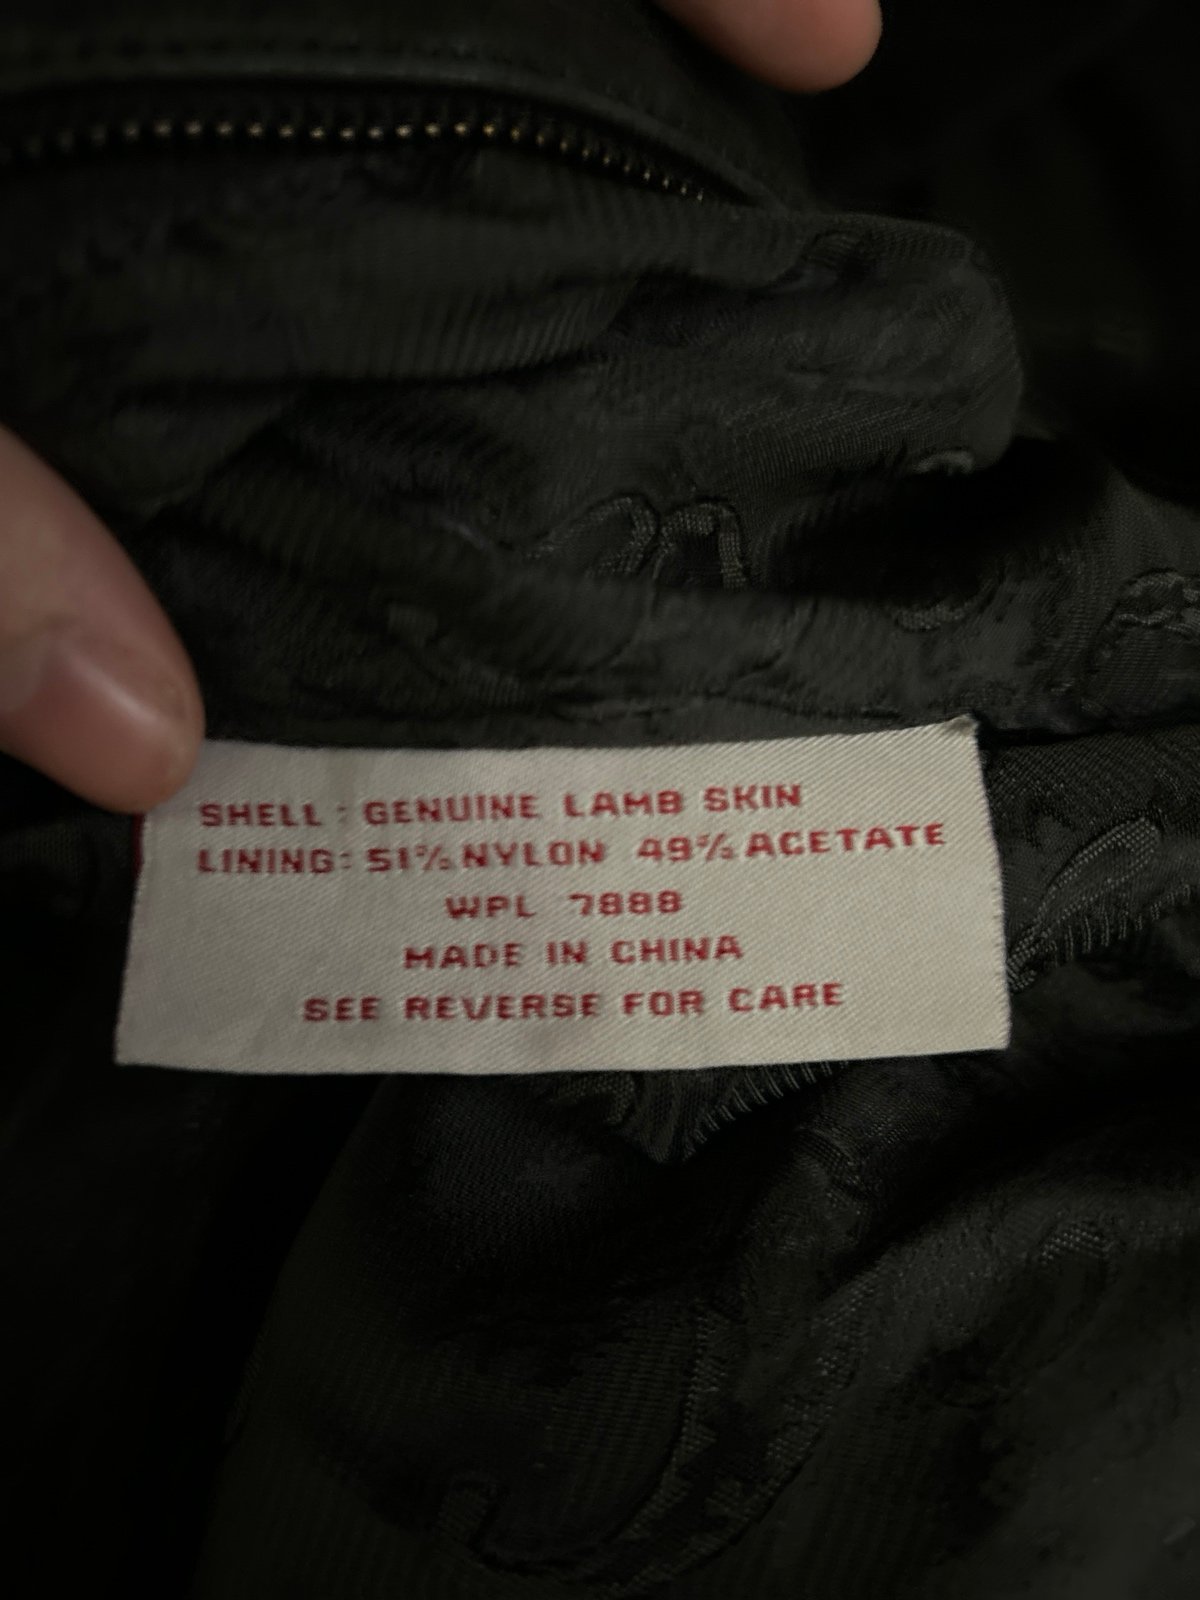 SHELL : GENUINE LAMB SKIN
LINING: 51% NYLON 49% ACETATE
WPL 7888
MADE IN CHINA
SEE REVERSE FOR CARE